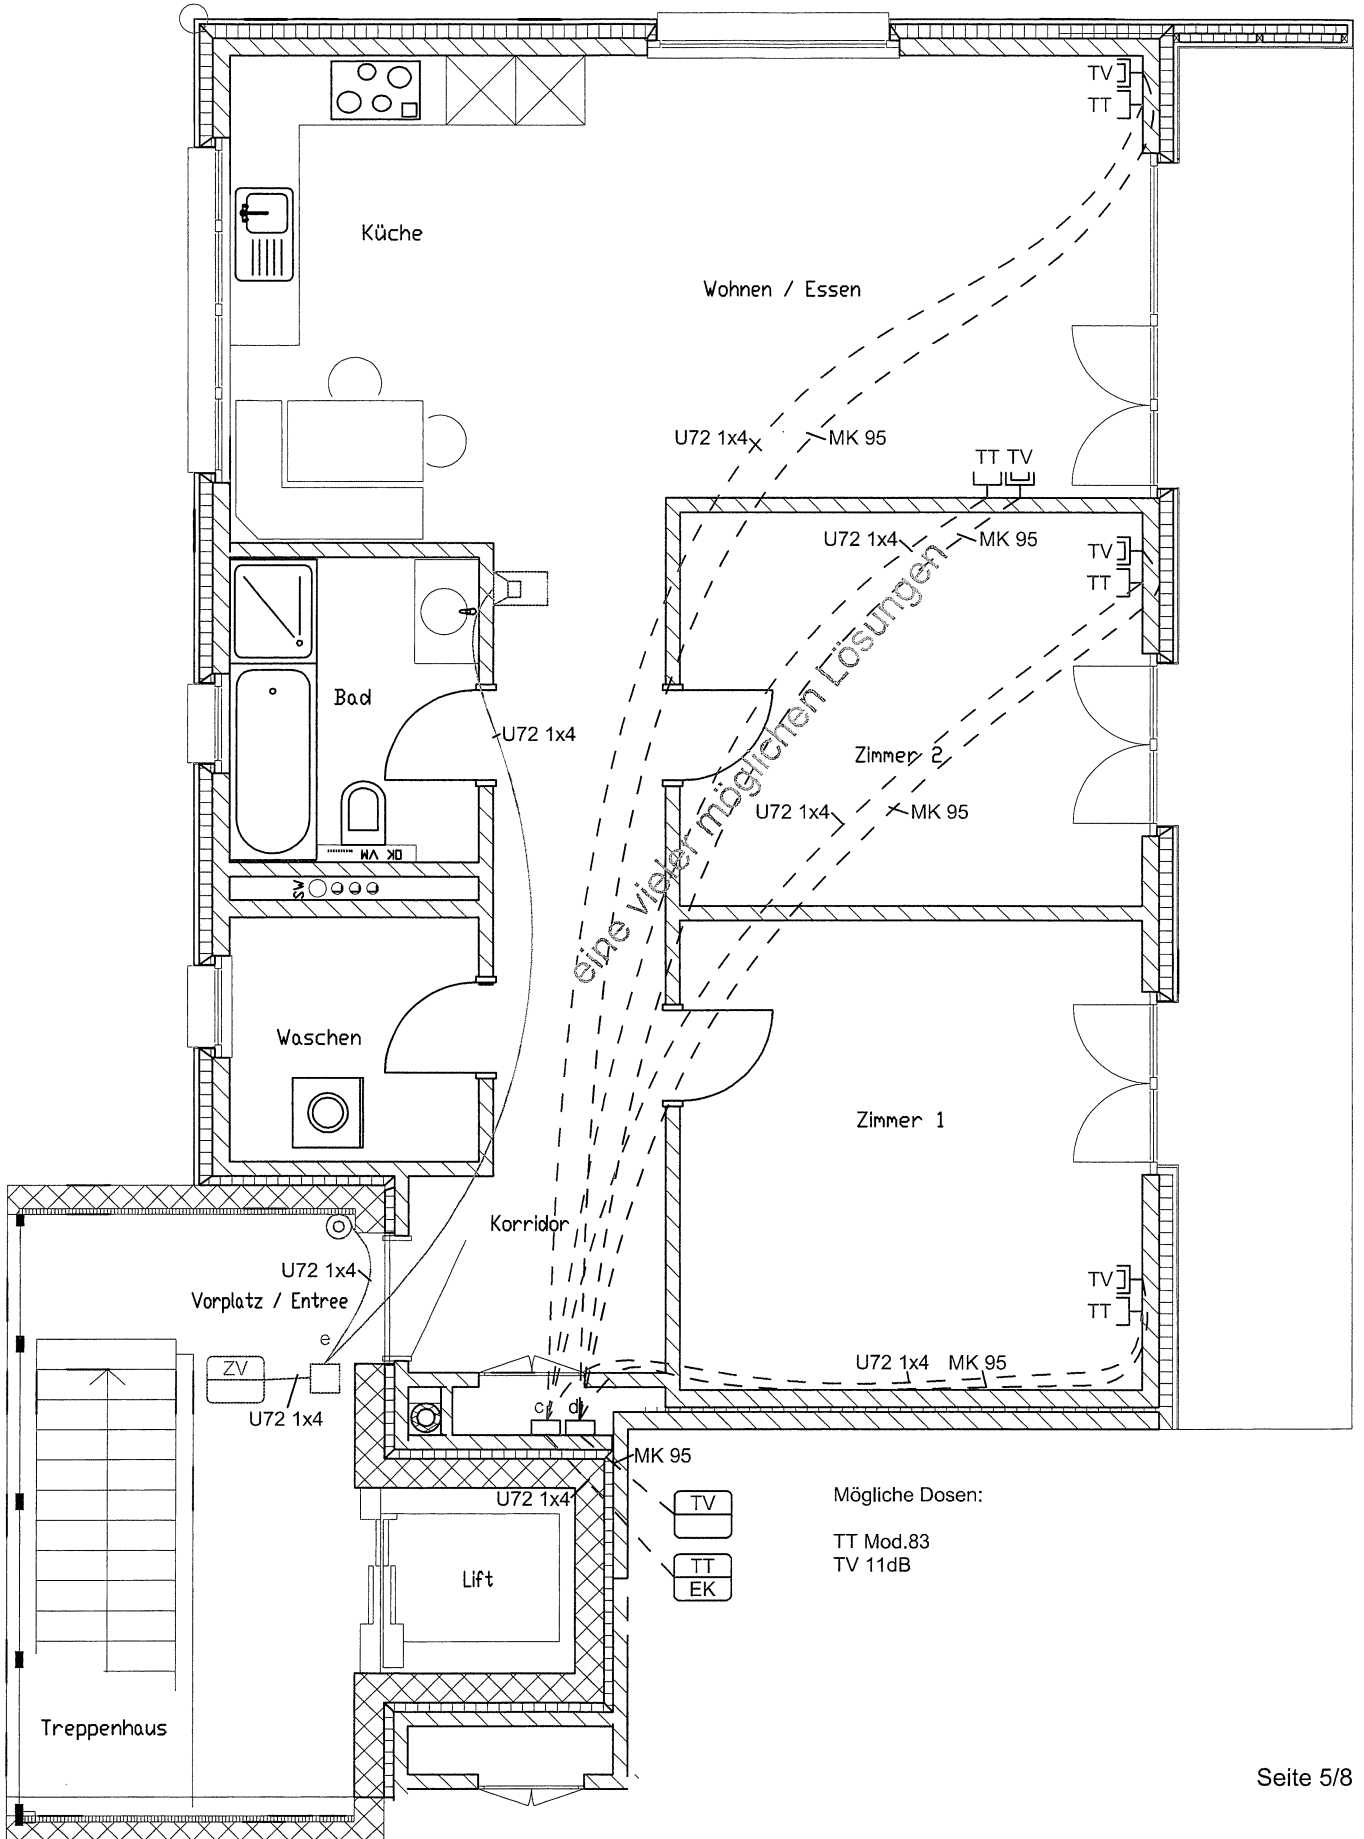 TV
TT
Küche
Wohnen / Essen
U72 1x4
MK 95
TT TV
U72 1x4
MK 95
TV
TT
Bad
U72 1x4
Zimmer 2
U72 1x4
MK 95
eine vieler möglichen Lösungen
OK VM
SW
Waschen
Zimmer 1
Korridor
U72 1x4
Vorplatz / Entree
TV
TT
e
ZV
U72 1x4
U72 1x4
MK 95
c
d
MK 95
U72 1x4
TV
TT
EK
Mögliche Dosen:
TT Mod.83
TV 11dB
Lift
Treppenhaus
Seite 5/8